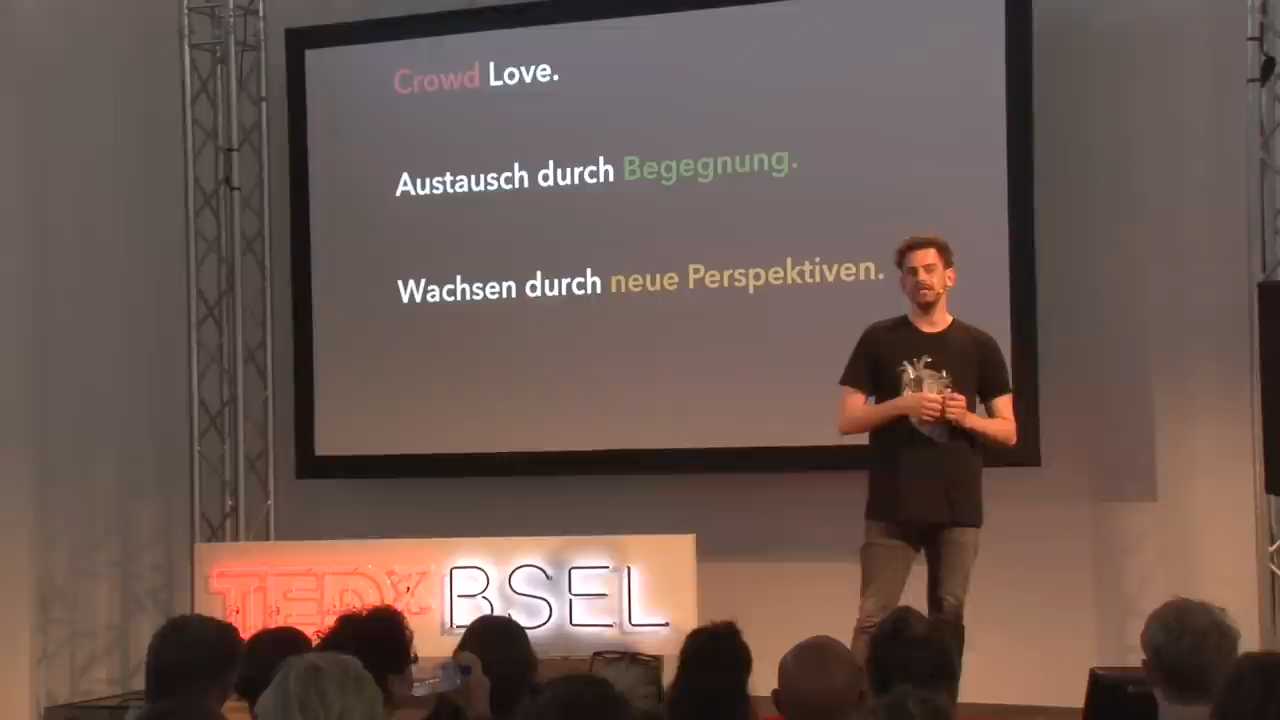 Crowd Love.
Austausch durch Begegnung.
Wachsen durch neue Perspektiven.
TEDx BSEL